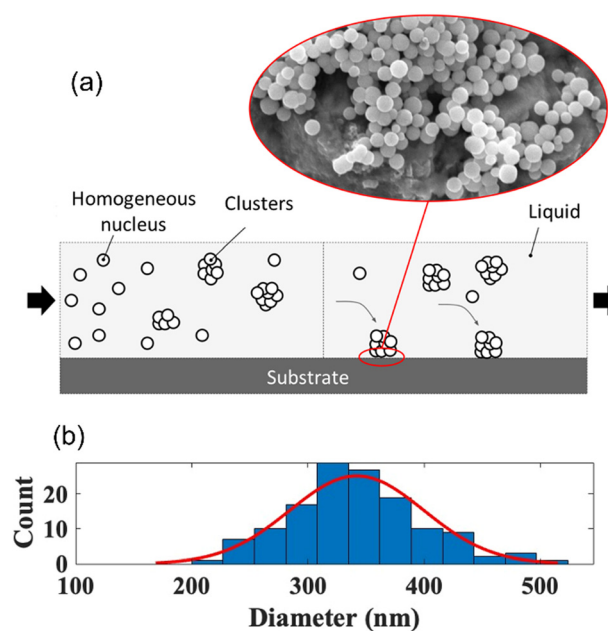 (a)
Homogeneous
nucleus
Clusters
Liquid
Substrate
(b)
Count
20
10
0
100
200
300
400
500
Diameter (nm)